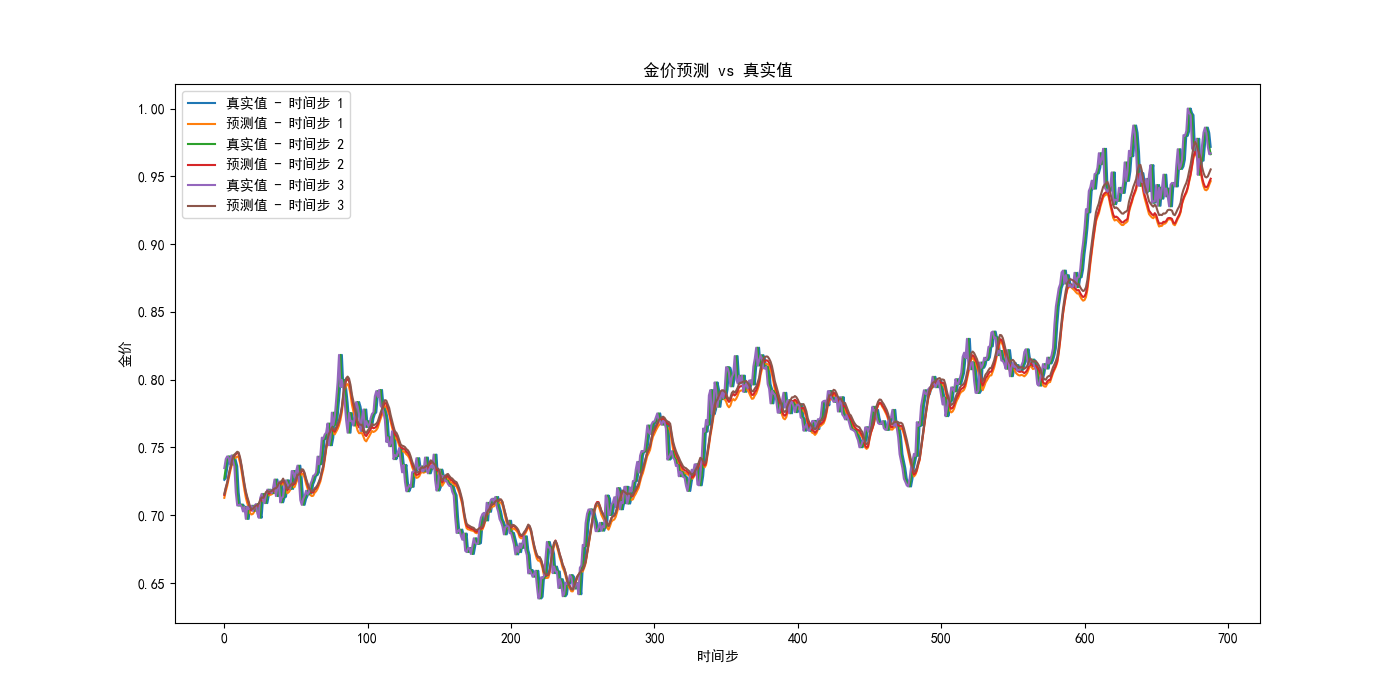 金价预测 vs 真实值
真实值 - 时间步 1
预测值 - 时间步 1
真实值 - 时间步 2
预测值 - 时间步 2
真实值 - 时间步 3
预测值 - 时间步 3
1.00
0.95
0.90
0.85
0.80
0.75
0.70
0.65
金价
0 100 200 300 400 500 600 700
时间步